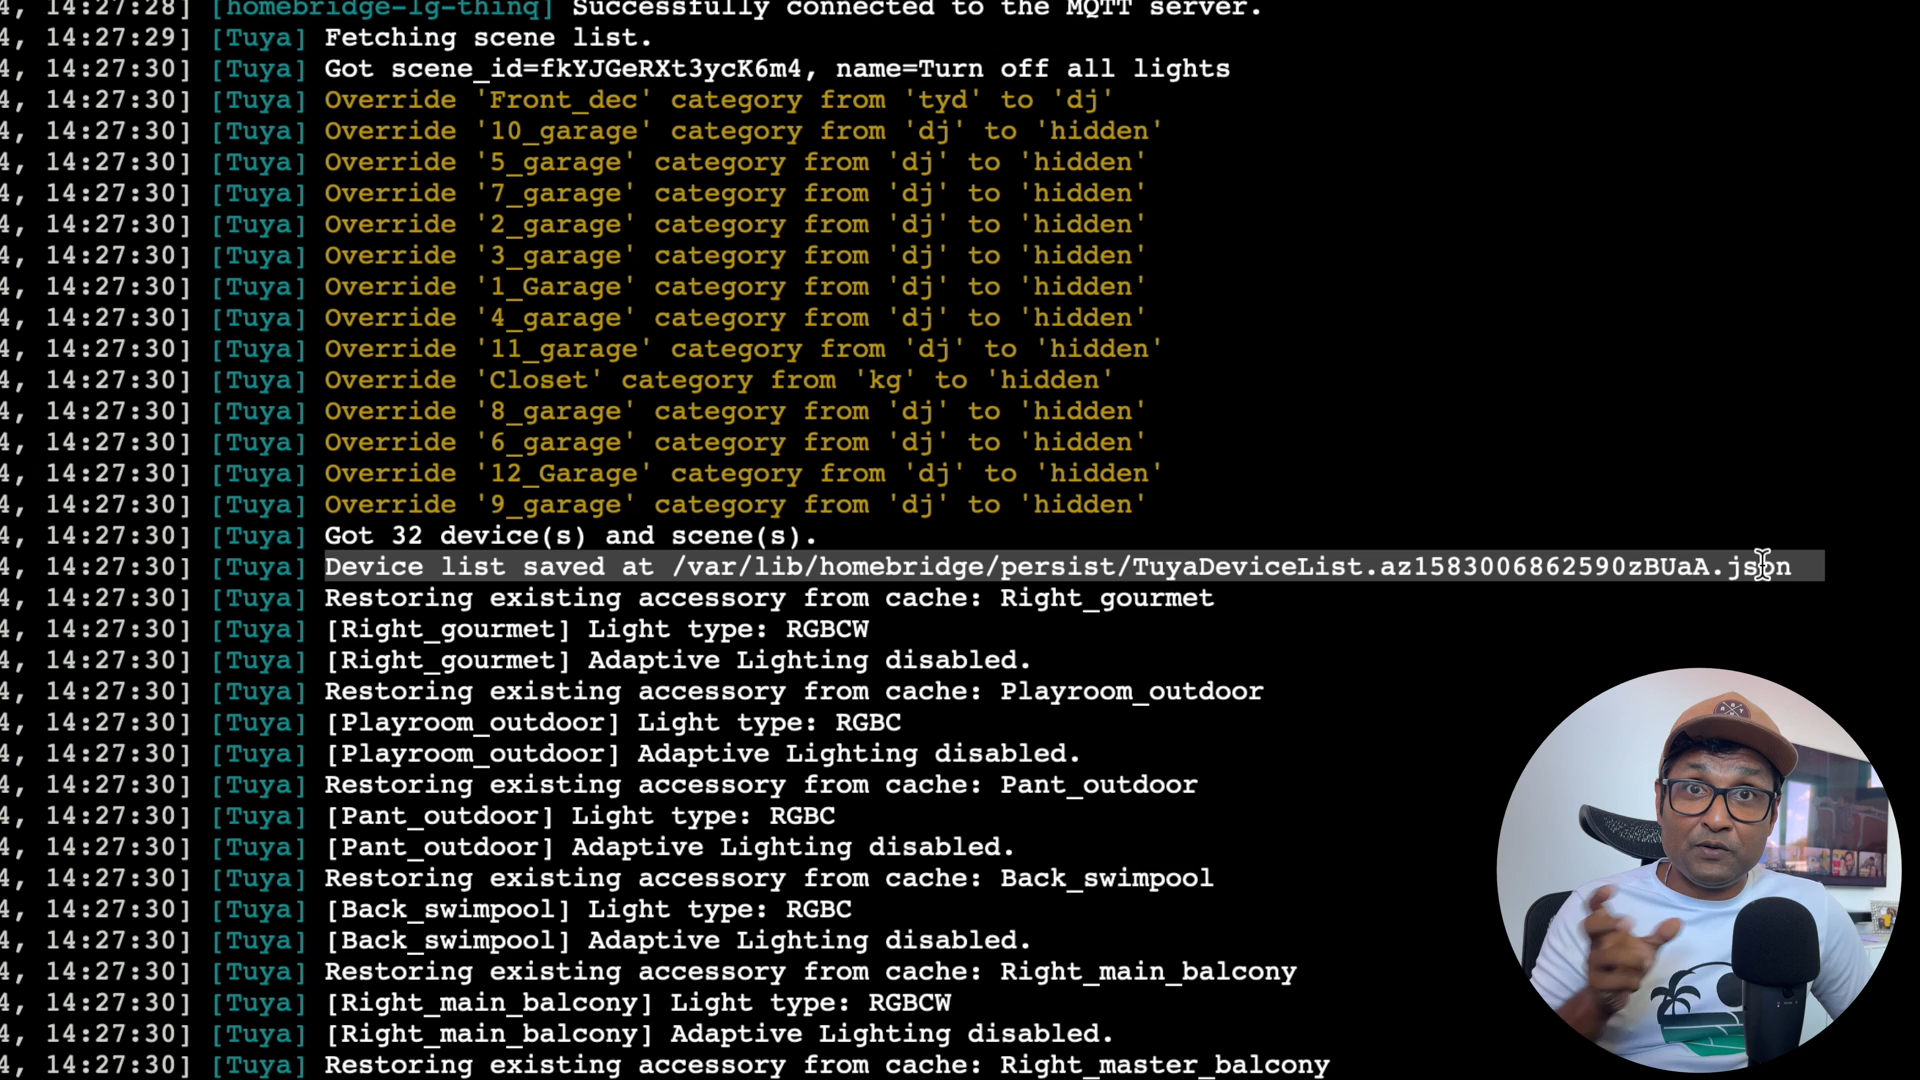 4, 14:27:28] [homebridge-lg-thinq] Successfully connected to the MQTT server.
4, 14:27:29] [Tuya] Fetching scene list.
4, 14:27:30] [Tuya] Got scene_id=fkYJGeRXt3ycK6m4, name=Turn off all lights
4, 14:27:30] [Tuya] Override 'Front_dec' category from 'tyd' to 'dj'
4, 14:27:30] [Tuya] Override '10_garage' category from 'dj' to 'hidden'
4, 14:27:30] [Tuya] Override '5_garage' category from 'dj' to 'hidden'
4, 14:27:30] [Tuya] Override '7_garage' category from 'dj' to 'hidden'
4, 14:27:30] [Tuya] Override '2_garage' category from 'dj' to 'hidden'
4, 14:27:30] [Tuya] Override '3_garage' category from 'dj' to 'hidden'
4, 14:27:30] [Tuya] Override '1_Garage' category from 'dj' to 'hidden'
4, 14:27:30] [Tuya] Override '4_garage' category from 'dj' to 'hidden'
4, 14:27:30] [Tuya] Override '11_garage' category from 'dj' to 'hidden'
4, 14:27:30] [Tuya] Override 'Closet' category from 'kg' to 'hidden'
4, 14:27:30] [Tuya] Override '8_garage' category from 'dj' to 'hidden'
4, 14:27:30] [Tuya] Override '6_garage' category from 'dj' to 'hidden'
4, 14:27:30] [Tuya] Override '12_Garage' category from 'dj' to 'hidden'
4, 14:27:30] [Tuya] Override '9_garage' category from 'dj' to 'hidden'
4, 14:27:30] [Tuya] Got 32 device(s) and scene(s).
4, 14:27:30] [Tuya] Device list saved at /var/lib/homebridge/persist/TuyaDeviceList.az1583006862590zBUaA.json
4, 14:27:30] [Tuya] Restoring existing accessory from cache: Right_gourmet
4, 14:27:30] [Tuya] [Right_gourmet] Light type: RGBCW
4, 14:27:30] [Tuya] [Right_gourmet] Adaptive Lighting disabled.
4, 14:27:30] [Tuya] Restoring existing accessory from cache: Playroom_outdoor
4, 14:27:30] [Tuya] [Playroom_outdoor] Light type: RGBC
4, 14:27:30] [Tuya] [Playroom_outdoor] Adaptive Lighting disabled.
4, 14:27:30] [Tuya] Restoring existing accessory from cache: Pant_outdoor
4, 14:27:30] [Tuya] [Pant_outdoor] Light type: RGBC
4, 14:27:30] [Tuya] [Pant_outdoor] Adaptive Lighting disabled.
4, 14:27:30] [Tuya] Restoring existing accessory from cache: Back_swimpool
4, 14:27:30] [Tuya] [Back_swimpool] Light type: RGBC
4, 14:27:30] [Tuya] [Back_swimpool] Adaptive Lighting disabled.
4, 14:27:30] [Tuya] Restoring existing accessory from cache: Right_main_balcony
4, 14:27:30] [Tuya] [Right_main_balcony] Light type: RGBCW
4, 14:27:30] [Tuya] [Right_main_balcony] Adaptive Lighting disabled.
4, 14:27:30] [Tuya] Restoring existing accessory from cache: Right_master_balcony